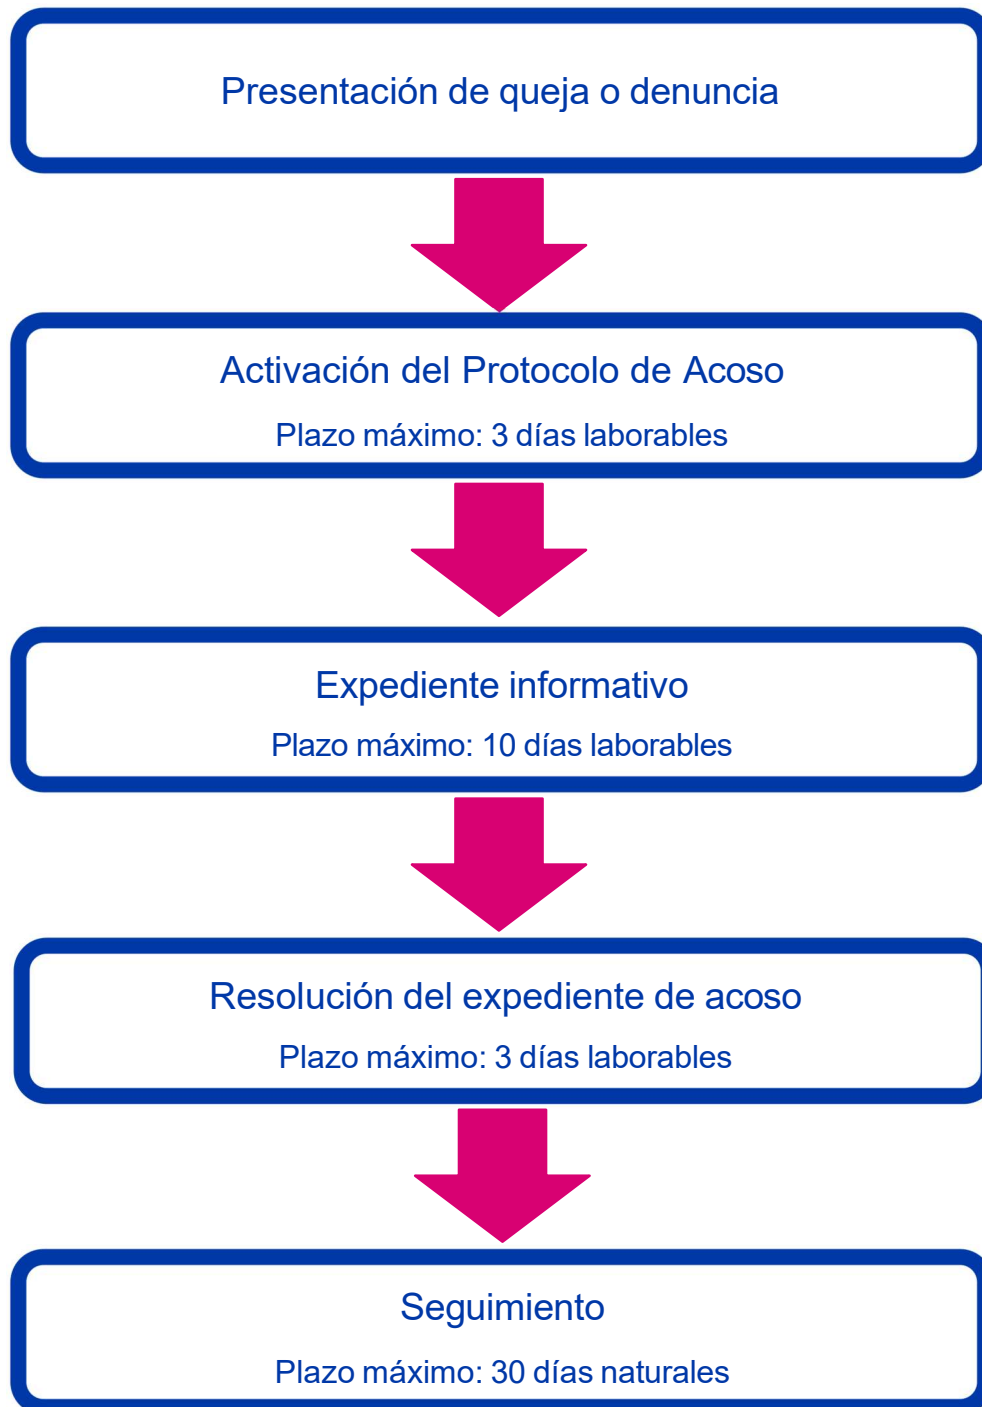 Presentación de queja o denuncia
Activación del Protocolo de Acoso
Plazo máximo: 3 días laborables
Expediente informativo
Plazo máximo: 10 días laborables
Resolución del expediente de acoso
Plazo máximo: 3 días laborables
Seguimiento
Plazo máximo: 30 días naturales